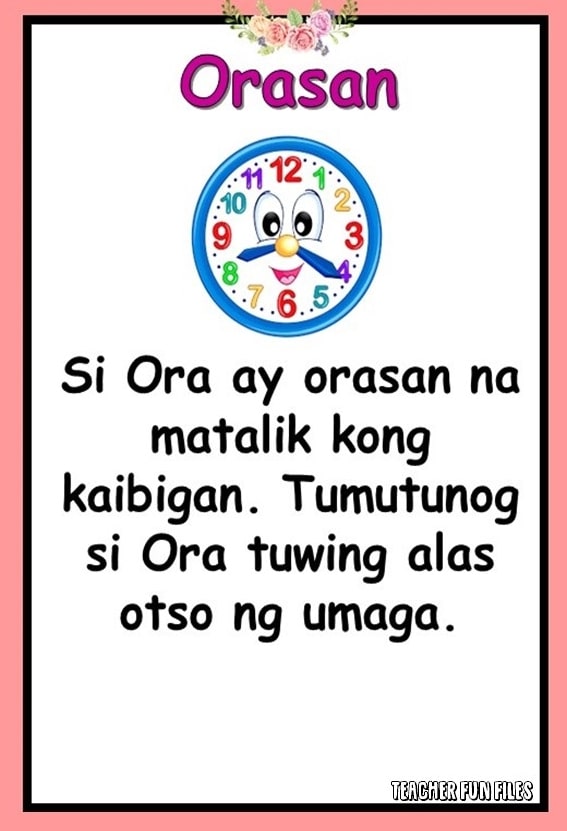 Orasan
12
11
1
10
2
9
3
8
4
7
5
6
Si Ora ay orasan na
matalik kong
kaibigan. Tumutunog
si Ora tuwing alas
otso ng umaga.
TEACHER FUN FILES